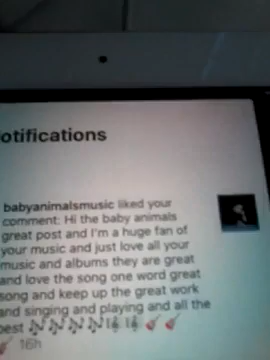 otifications
babyanimalsmusic liked your
comment: Hi the baby animals
great post and I'm a huge fan of
your music and just love all your
music and albums they are great
and love the song one word great
song and keep up the great work
and singing and playing and all the
best 🎶🎶🎶🎶🎼🎼🎸🎸
🎸 16h